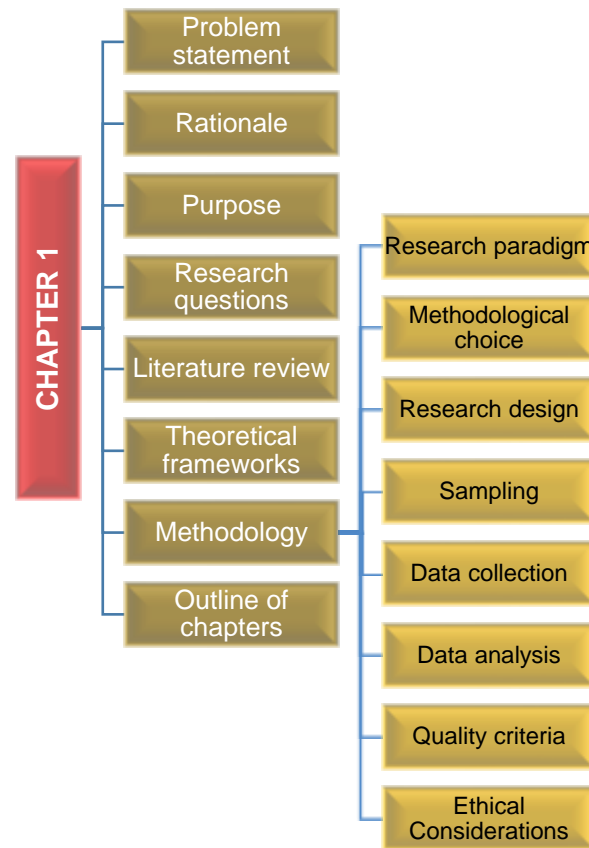 CHAPTER 1
Problem
statement
Rationale
Purpose
Research
questions
Literature review
Theoretical
frameworks
Methodology
Outline of
chapters
Research paradigm
Methodological
choice
Research design
Sampling
Data collection
Data analysis
Quality criteria
Ethical
Considerations